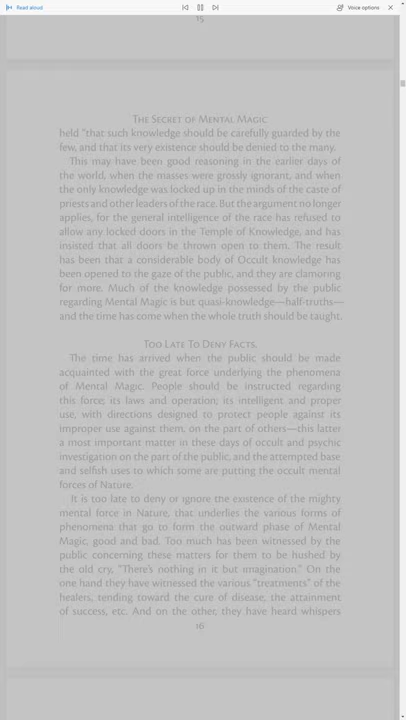 Read aloud
Voice options
15
The Secret of Mental Magic
held "that such knowledge should be carefully guarded by the
few, and that its very existence should be denied to the many.
This may have been good reasoning in the earlier days of
the world, when the masses were grossly ignorant, and when
the only knowledge was locked up in the minds of the caste of
priests and other leaders of the race. But the argument no longer
applies, for the general intelligence of the race has refused to
allow any locked doors in the Temple of Knowledge, and has
insisted that all doors be thrown open to them. The result
has been that a considerable body of Occult knowledge has
been opened to the gaze of the public, and they are clamoring
for more. Much of the knowledge possessed by the public
regarding Mental Magic is but quasi-knowledge—half-truths—
and the time has come when the whole truth should be taught.
Too Late To Deny Facts.
The time has arrived when the public should be made
acquainted with the great force underlying the phenomena
of Mental Magic. People should be instructed regarding
this force; its laws and operation; its intelligent and proper
use, with directions designed to protect people against its
improper use against them, on the part of others—this latter
a most important matter in these days of occult and psychic
investigation on the part of the public, and the attempted base
and selfish uses to which some are putting the occult mental
forces of Nature.
It is too late to deny or ignore the existence of the mighty
mental force in Nature, that underlies the various forms of
phenomena that go to form the outward phase of Mental
Magic, good and bad. Too much has been witnessed by the
public concerning these matters for them to be hushed by
the old cry, "There's nothing in it but imagination." On the
one hand they have witnessed the various "treatments" of the
healers, tending toward the cure of disease, the attainment
of success, etc. And on the other, they have heard whispers
16